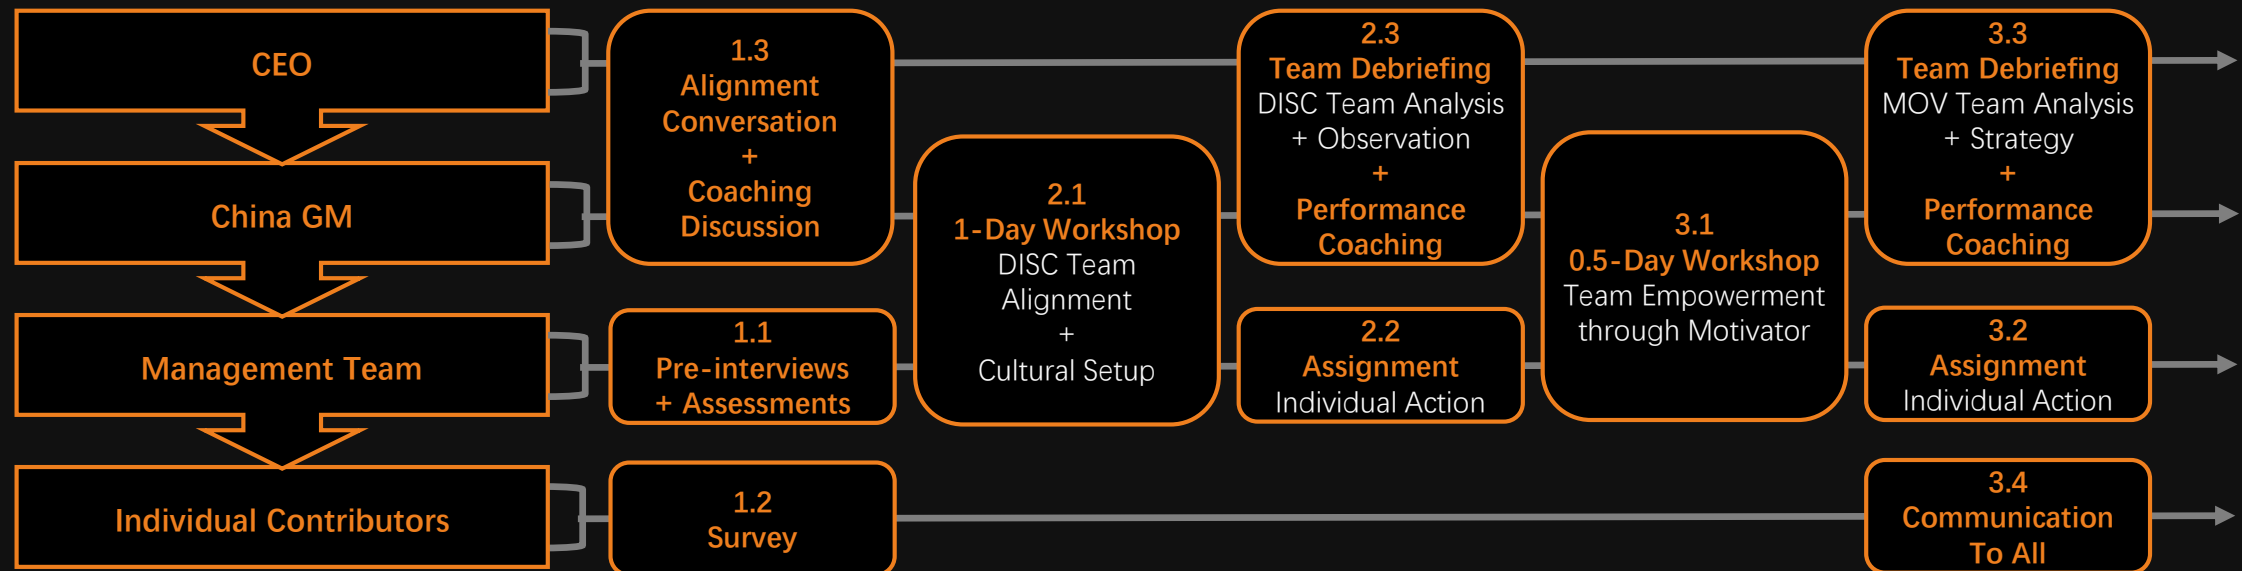 CEO
China GM
Management Team
Individual Contributors
1.3
Alignment
Conversation
+
Coaching
Discussion
1.1
Pre-interviews
+ Assessments
1.2
Survey
2.1
1-Day Workshop
DISC Team
Alignment
+
Cultural Setup
2.3
Team Debriefing
DISC Team Analysis
+ Observation
+
Performance
Coaching
2.2
Assignment
Individual Action
3.1
0.5-Day Workshop
Team Empowerment
through Motivator
3.3
Team Debriefing
MOV Team Analysis
+ Strategy
+
Performance
Coaching
3.2
Assignment
Individual Action
3.4
Communication
To All